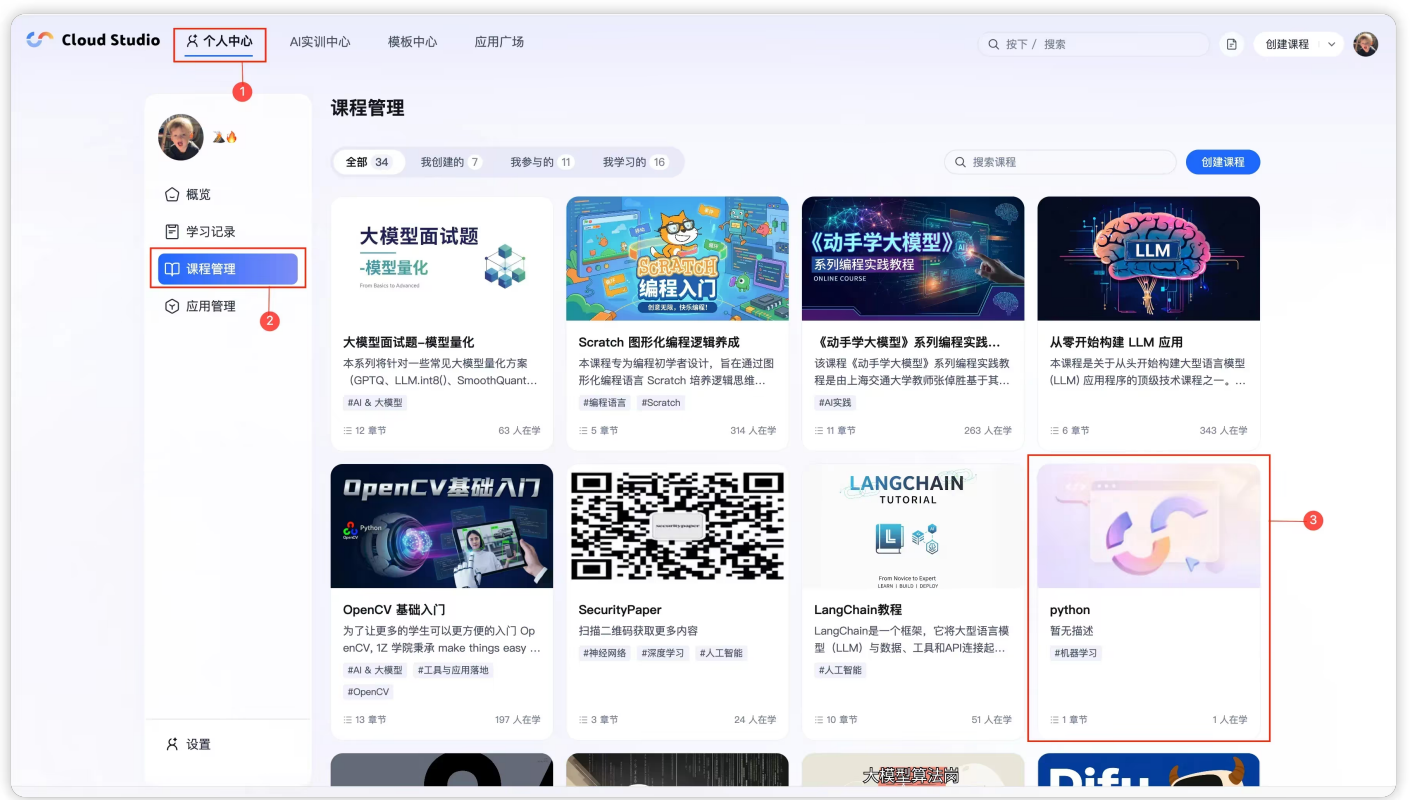 Cloud Studio
个人中心
AI实训中心
模板中心
应用广场
按下 / 搜索
创建课程
1
课程管理
全部 34
我创建的 7
我参与的 11
我学习的 16
搜索课程
创建课程
概览
学习记录
课程管理
应用管理
2
设置
大模型面试题
-模型量化
From Basics to Advanced
大模型面试题-模型量化
本系列将针对一些常见大模型量化方案
（GPTQ、LLM.int8()、SmoothQuant...
#AI & 大模型
12 章节
63 人在学
SCRATCH
编程入门
创意无限，快乐编程！
Scratch 图形化编程逻辑养成
本课程专为编程初学者设计，旨在通过图
形化编程语言 Scratch 培养逻辑思维...
#编程语言
#Scratch
5 章节
314 人在学
《动手学大模型》
系列编程实践教程
ONLINE COURSE
AI
《动手学大模型》系列编程实践...
该课程《动手学大模型》系列编程实践教
程是由上海交通大学教师张倬胜基于其...
#AI实践
11 章节
263 人在学
LLM
从零开始构建 LLM 应用
本课程是关于从头开始构建大型语言模型
(LLM) 应用程序的顶级技术课程之一。...
6 章节
343 人在学
OpenCV基础入门
Python
OpenCV
OpenCV 基础入门
为了让更多的学生可以更方便的入门 Op
enCV, 1Z 学院秉承 make things easy ...
#AI & 大模型
#工具与应用落地
#OpenCV
13 章节
197 人在学
SecurityPaper
扫描二维码获取更多内容
#神经网络
#深度学习
#人工智能
3 章节
24 人在学
LANGCHAIN
TUTORIAL
L
From Novice to Expert
LEARN | BUILD | DEPLOY
LangChain教程
LangChain是一个框架，它将大型语言模
型（LLM）与数据、工具和API连接起...
#人工智能
10 章节
51 人在学
python
暂无描述
#机器学习
1 章节
1 人在学
3
大模型算法岗
Dify